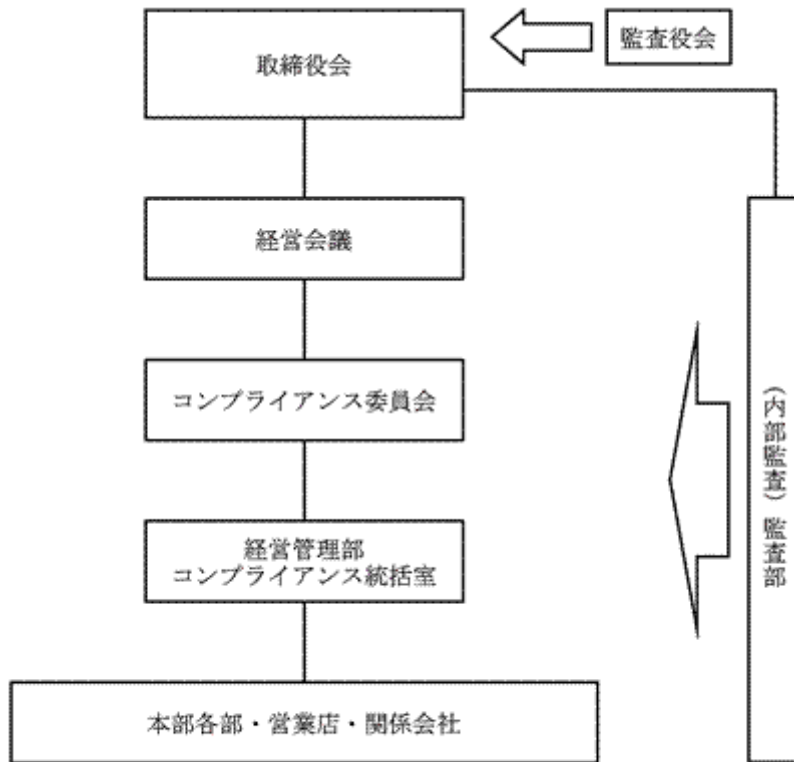 取締役会
監査役会
経営会議
コンプライアンス委員会
経営管理部
コンプライアンス統括室
本部各部・営業店・関係会社
（内部監査）監査部